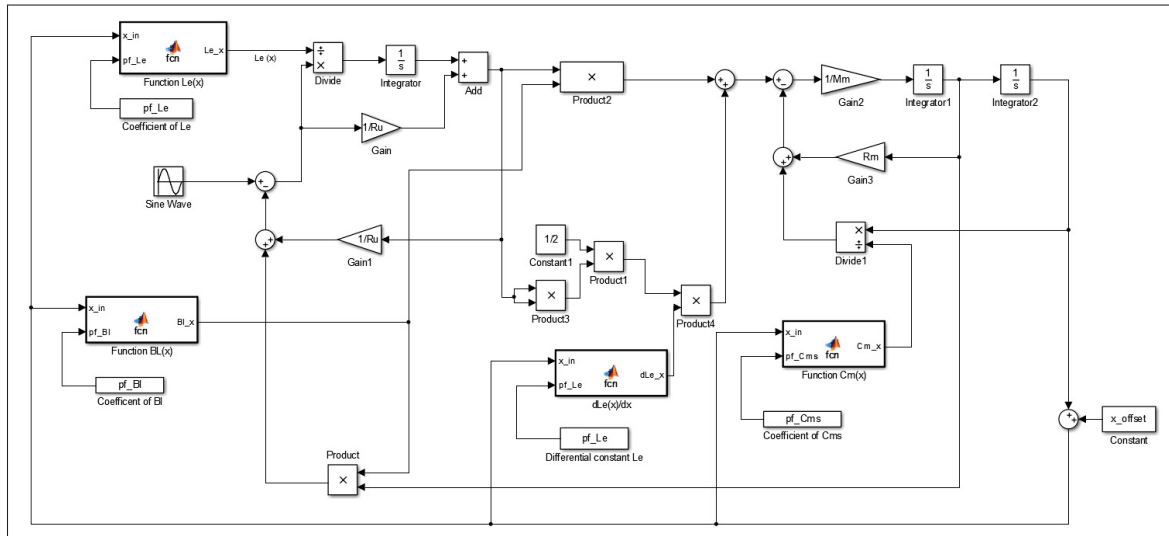 x_in
pf_Le
fcn
Le_x
Function Le(x)
pf_Le
Coefficient of Le
Le (x)
÷
×
Divide
1
s
Integrator
+
+
Add
1/Ru
Gain
×
Product2
+
+
+
−
1/Mm
Gain2
1
s
Integrator1
1
s
Integrator2
+
+
Rm
Gain3
×
÷
Divide1
Sine Wave
+
−
+
+
1/Ru
Gain1
1/2
Constant1
×
Product1
×
Product3
×
Product4
x_in
pf_Bl
fcn
Bl_x
Function BL(x)
pf_Bl
Coefficent of Bl
x_in
pf_Le
fcn
dLe_x
dLe(x)/dx
pf_Le
Differential constant Le
x_in
pf_Cms
fcn
Cm_x
Function Cm(x)
pf_Cms
Coefficient of Cms
+
+
x_offset
Constant
Product
×